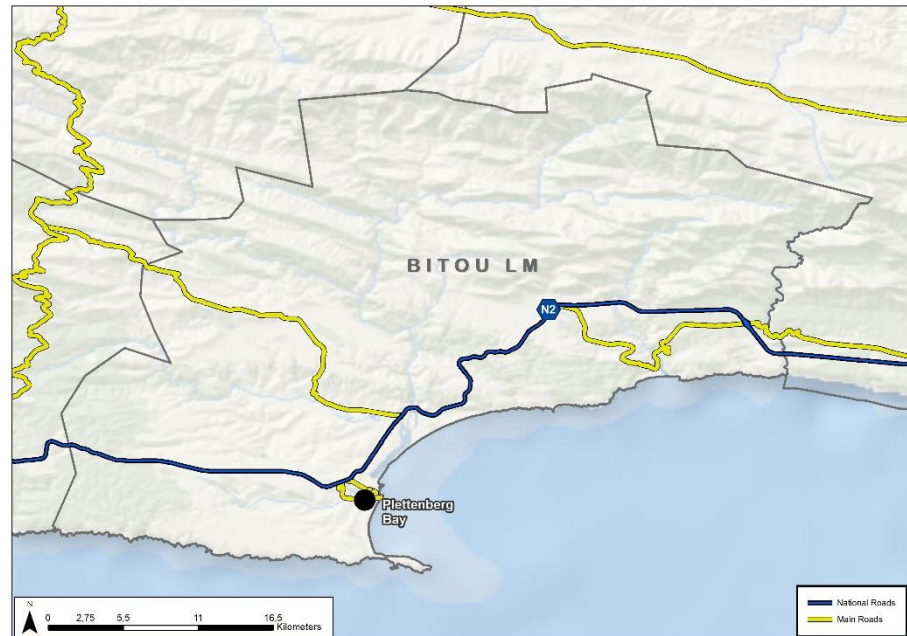 BITOU LM
N2
Plettenberg
Bay
N
0 2,75 5,5 11 16,5
Kilometers
National Roads
Main Roads